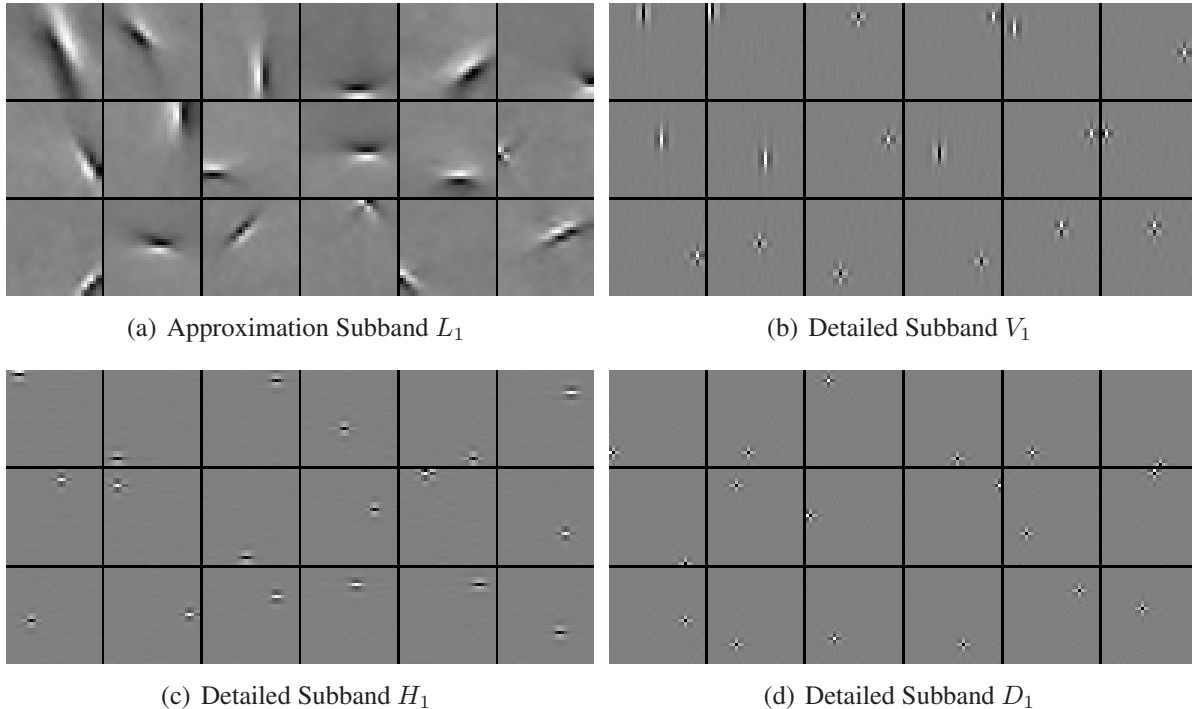 (a) Approximation Subband L₁
(b) Detailed Subband V₁
(c) Detailed Subband H₁
(d) Detailed Subband D₁